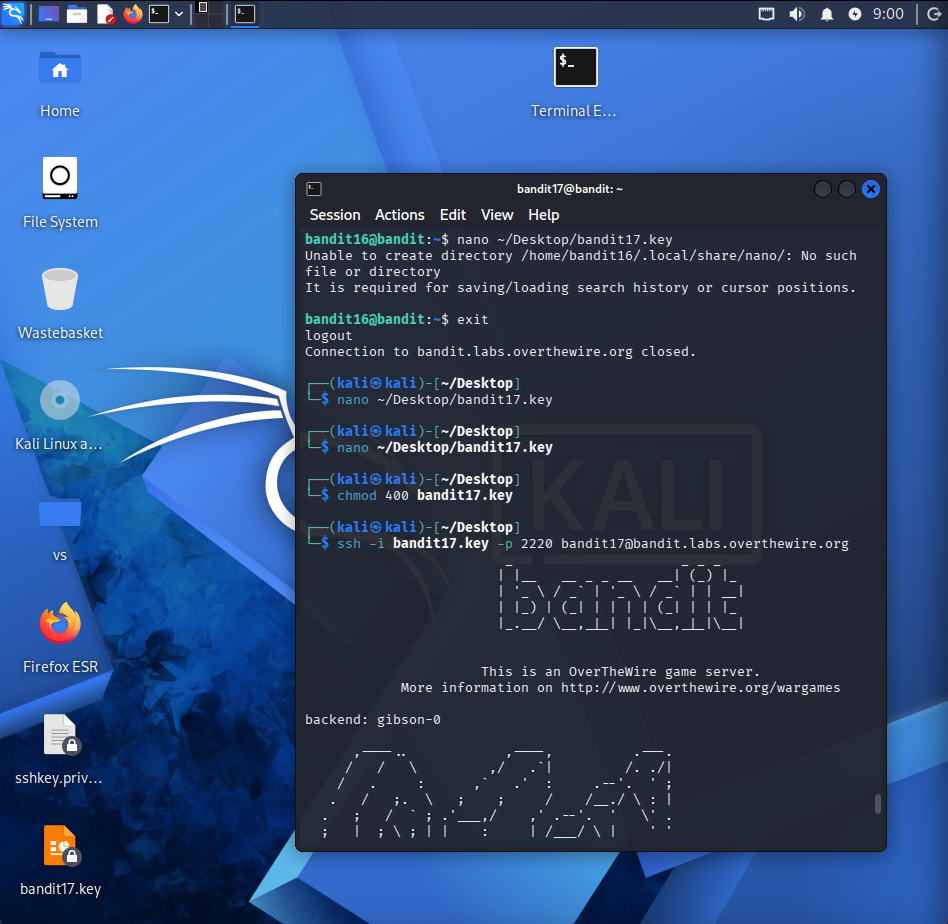 9:00
Home
Terminal E...
File System
Wastebasket
Kali Linux a...
vs
Firefox ESR
sshkey.priv...
bandit17.key
bandit17@bandit: ~
Session Actions Edit View Help
bandit16@bandit:~$ nano ~/Desktop/bandit17.key
Unable to create directory /home/bandit16/.local/share/nano/: No such
file or directory
It is required for saving/loading search history or cursor positions.
bandit16@bandit:~$ exit
logout
Connection to bandit.labs.overthewire.org closed.
┌──(kali㉿kali)-[~/Desktop]
└─$ nano ~/Desktop/bandit17.key
┌──(kali㉿kali)-[~/Desktop]
└─$ nano ~/Desktop/bandit17.key
┌──(kali㉿kali)-[~/Desktop]
└─$ chmod 400 bandit17.key
┌──(kali㉿kali)-[~/Desktop]
└─$ ssh -i bandit17.key -p 2220 bandit17@bandit.labs.overthewire.org
bandit
This is an OverTheWire game server.
More information on http://www.overthewire.org/wargames
backend: gibson-0
KALI